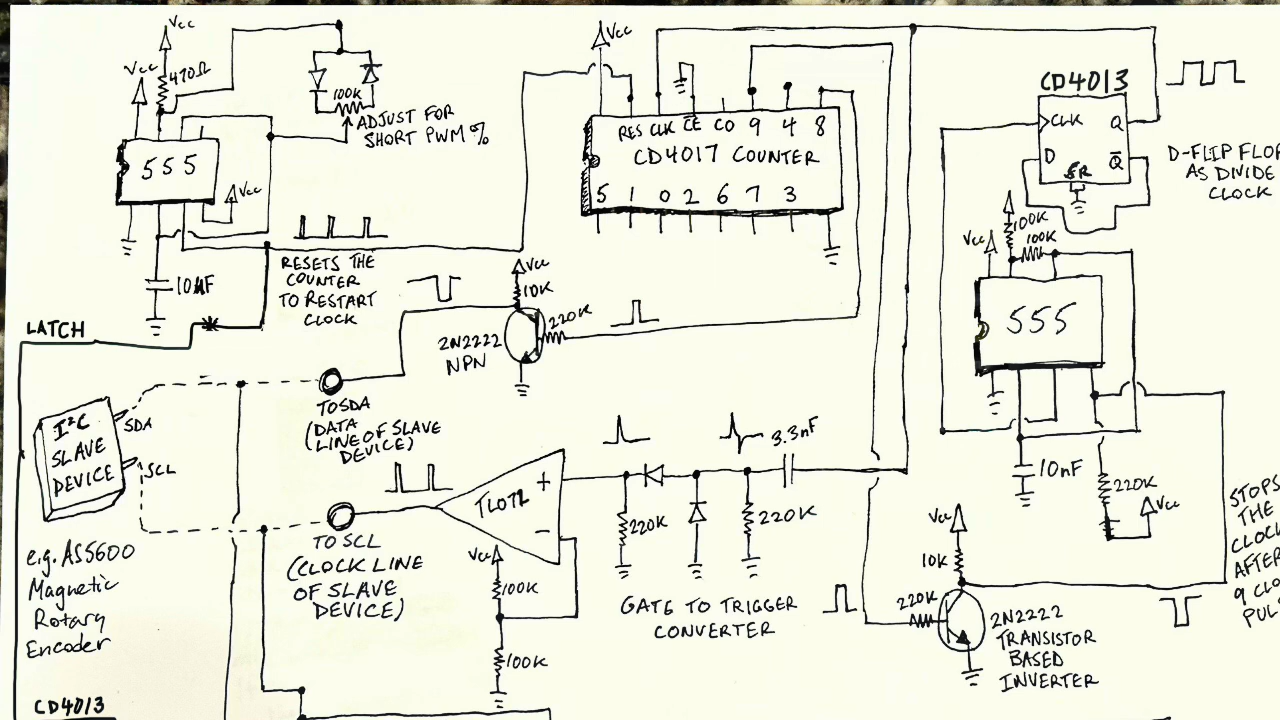 Vcc
470Ω
Vcc
555
Vcc
10µF
100K
ADJUST FOR
SHORT PWM %
RESETS THE
COUNTER
TO RESTART
CLOCK
LATCH
Vcc
RES CLK CE CO 9 4 8
CD4017 COUNTER
5 1 0 2 6 7 3
Vcc
10K
220K
2N2222
NPN
CD4013
CLK Q
D Q
SR
D-FLIP FLOP
AS DIVIDE
CLOCK
100K
100K
Vcc
555
10nF
220K
Vcc
I²C
SLAVE
DEVICE
SDA
SCL
TO SDA
(DATA
LINE OF SLAVE
DEVICE)
TO SCL
(CLOCK LINE
OF SLAVE
DEVICE)
e.g. AS5600
Magnetic
Rotary
Encoder
TL072
+
-
Vcc
100K
100K
220K
220K
3.3nF
GATE TO TRIGGER
CONVERTER
Vcc
10K
220K
2N2222
TRANSISTOR
BASED
INVERTER
STOPS
THE
CLOCK
AFTER
9 CLO
PUL
CD4013